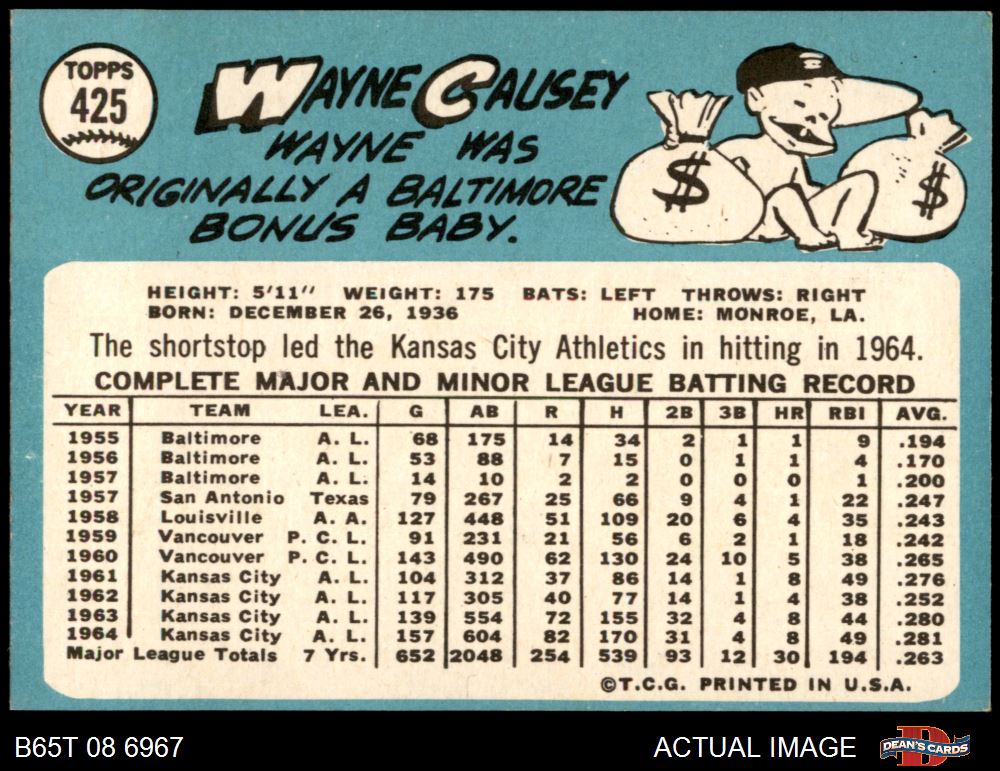 TOPPS
425
WAYNE CAUSEY
WAYNE WAS
ORIGINALLY A BALTIMORE
BONUS BABY.
$ $
HEIGHT: 5'11" WEIGHT: 175 BATS: LEFT THROWS: RIGHT
BORN: DECEMBER 26, 1936 HOME: MONROE, LA.
The shortstop led the Kansas City Athletics in hitting in 1964.
COMPLETE MAJOR AND MINOR LEAGUE BATTING RECORD
YEAR TEAM LEA. G AB R H 2B 3B HR RBI AVG.
1955 Baltimore A. L. 68 175 14 34 2 1 1 9 .194
1956 Baltimore A. L. 53 88 7 15 0 1 1 4 .170
1957 Baltimore A. L. 14 10 2 2 0 0 0 1 .200
1957 San Antonio Texas 79 267 25 66 9 4 1 22 .247
1958 Louisville A. A. 127 448 51 109 20 6 4 35 .243
1959 Vancouver P. C. L. 91 231 21 56 6 2 1 18 .242
1960 Vancouver P. C. L. 143 490 62 130 24 10 5 38 .265
1961 Kansas City A. L. 104 312 37 86 14 1 8 49 .276
1962 Kansas City A. L. 117 305 40 77 14 1 4 38 .252
1963 Kansas City A. L. 139 554 72 155 32 4 8 44 .280
1964 Kansas City A. L. 157 604 82 170 31 4 8 49 .281
Major League Totals 7 Yrs. 652 2048 254 539 93 12 30 194 .263
©T.C.G. PRINTED IN U.S.A.
B65T 08 6967 ACTUAL IMAGE DEAN'S CARDS